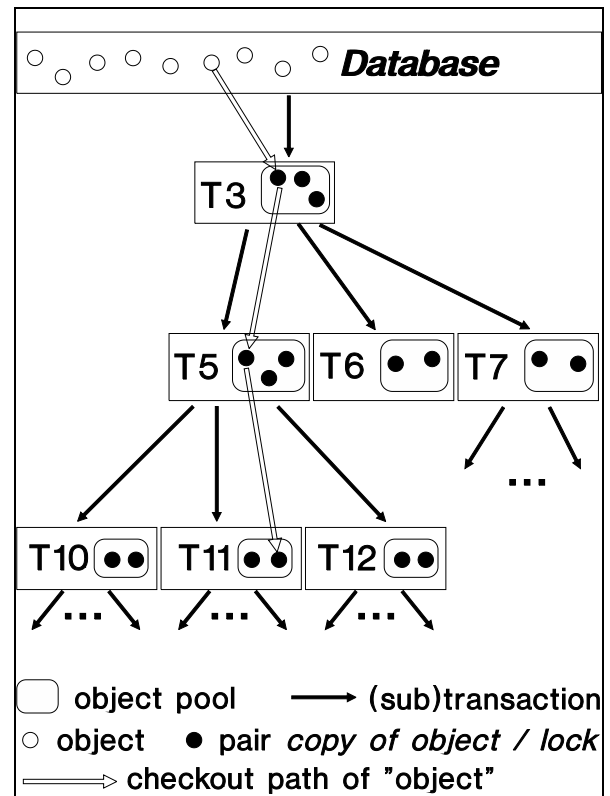 Database
T3
T5 T6 T7
...
T10 T11 T12
... ... ...
object pool (sub)transaction
object pair copy of object / lock
checkout path of "object"